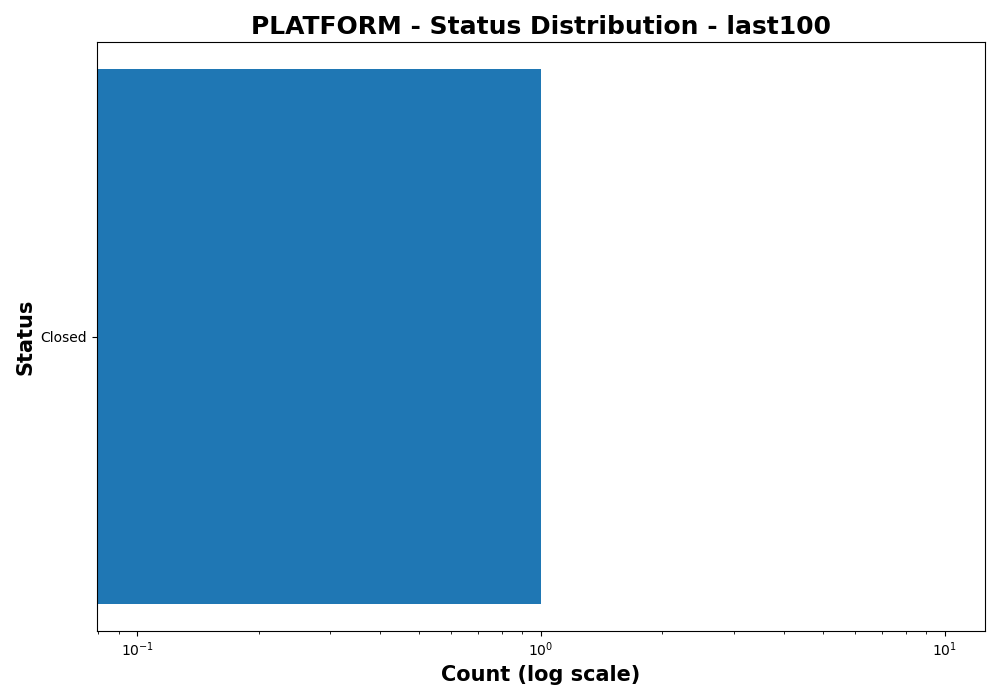 PLATFORM - Status Distribution - last100
Status
Closed
10⁻¹ 10⁰ 10¹
Count (log scale)